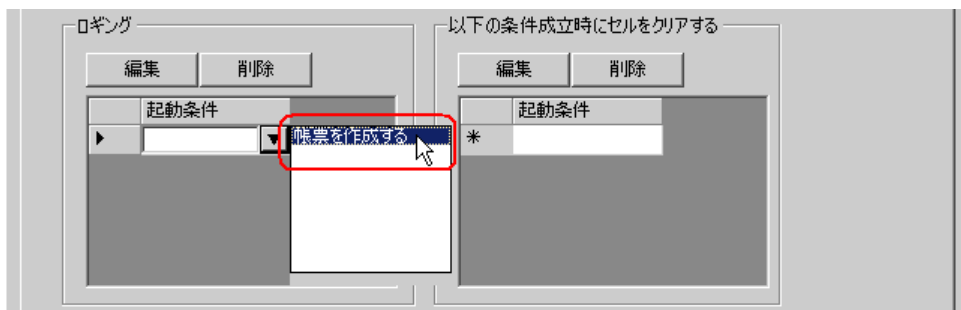 ロギング
編集 削除
起動条件
帳票を作成する
以下の条件成立時にセルをクリアする
編集 削除
起動条件
*